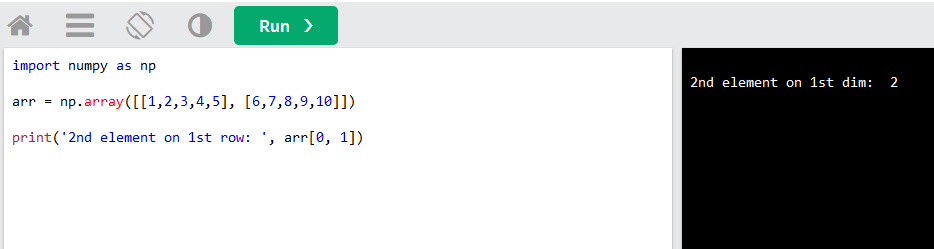 Run ❯
import numpy as np
arr = np.array([[1,2,3,4,5], [6,7,8,9,10]])
print('2nd element on 1st row: ', arr[0, 1])
2nd element on 1st dim:  2